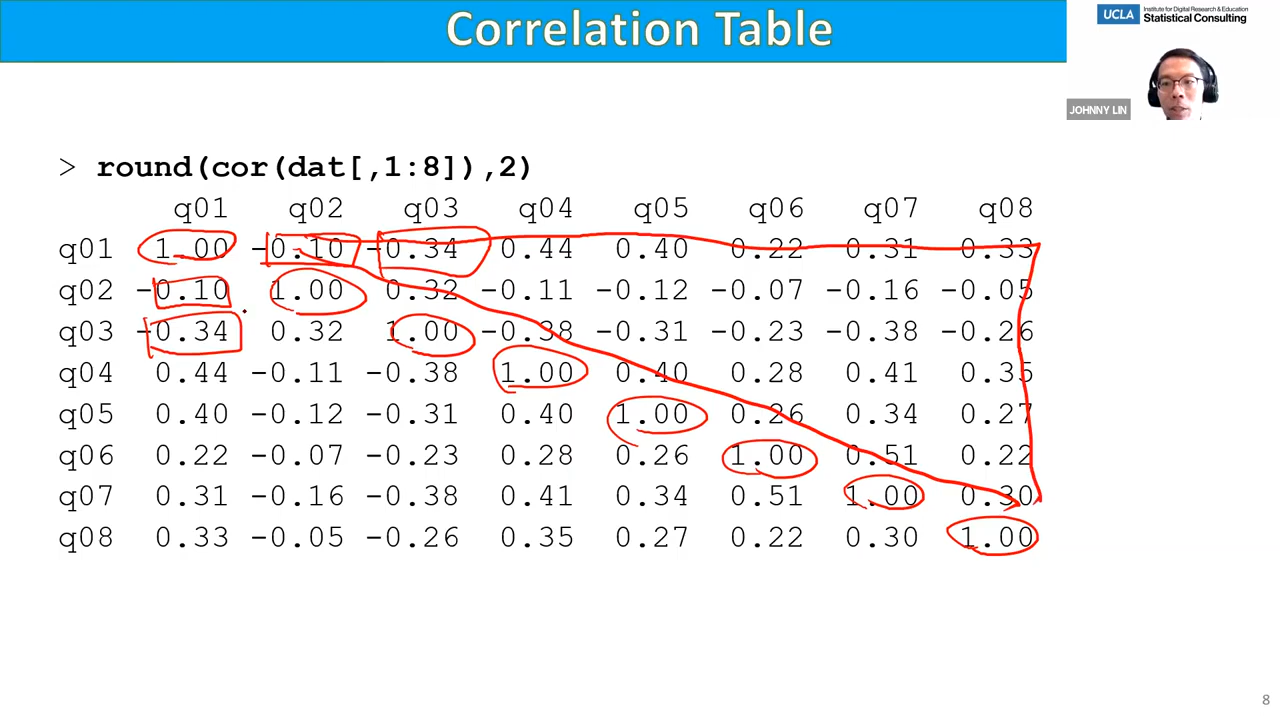 Correlation Table
UCLA Institute for Digital Research & Education
Statistical Consulting
JOHNNY LIN
> round(cor(dat[,1:8]),2)
q01 q02 q03 q04 q05 q06 q07 q08
q01 1.00 -0.10 -0.34 0.44 0.40 0.22 0.31 0.33
q02 -0.10 1.00 0.32 -0.11 -0.12 -0.07 -0.16 -0.05
q03 -0.34 0.32 1.00 -0.38 -0.31 -0.23 -0.38 -0.26
q04 0.44 -0.11 -0.38 1.00 0.40 0.28 0.41 0.35
q05 0.40 -0.12 -0.31 0.40 1.00 0.26 0.34 0.27
q06 0.22 -0.07 -0.23 0.28 0.26 1.00 0.51 0.22
q07 0.31 -0.16 -0.38 0.41 0.34 0.51 1.00 0.30
q08 0.33 -0.05 -0.26 0.35 0.27 0.22 0.30 1.00
8